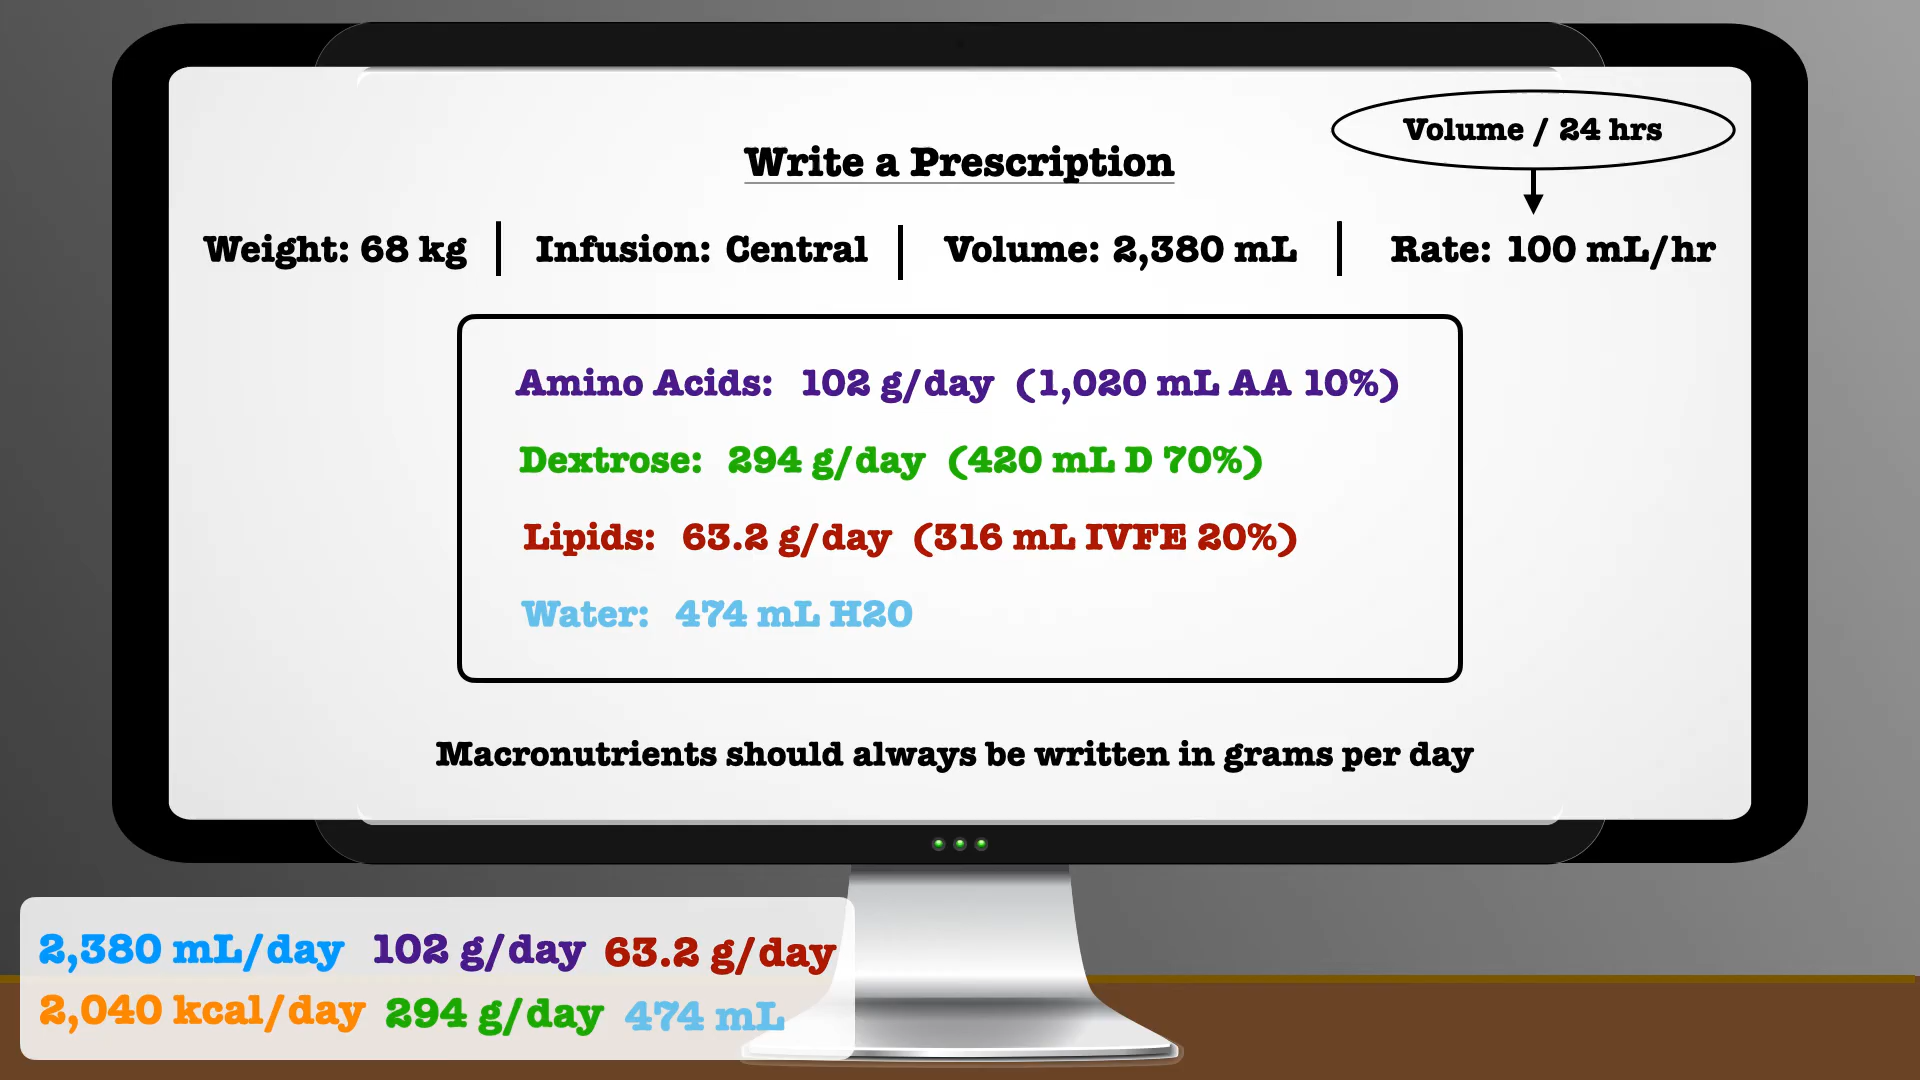 Volume / 24 hrs
Write a Prescription
Weight: 68 kg | Infusion: Central | Volume: 2,380 mL | Rate: 100 mL/hr
Amino Acids: 102 g/day (1,020 mL AA 10%)
Dextrose: 294 g/day (420 mL D 70%)
Lipids: 63.2 g/day (316 mL IVFE 20%)
Water: 474 mL H2O
Macronutrients should always be written in grams per day
2,380 mL/day 102 g/day 63.2 g/day
2,040 kcal/day 294 g/day 474 mL